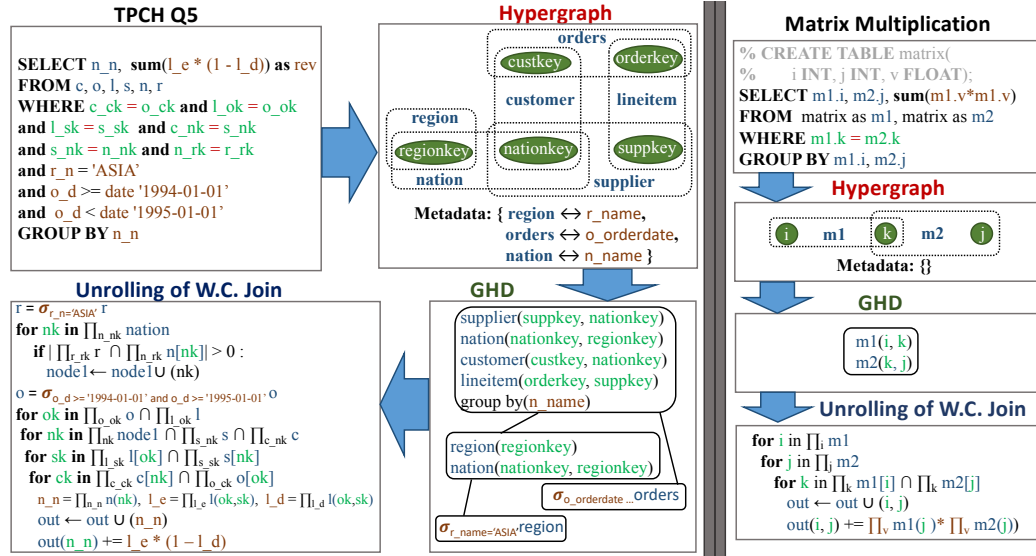 TPCH Q5
SELECT n_n, sum(l_e * (1 - l_d)) as rev
FROM c, o, l, s, n, r
WHERE c_ck = o_ck and l_ok = o_ok
and l_sk = s_sk and c_nk = s_nk
and s_nk = n_nk and n_rk = r_rk
and r_n = 'ASIA'
and o_d >= date '1994-01-01'
and o_d < date '1995-01-01'
GROUP BY n_n
Hypergraph
orders
custkey
orderkey
customer
lineitem
region
regionkey
nationkey
suppkey
nation
supplier
Metadata: { region ↔ r_name,
orders ↔ o_orderdate,
nation ↔ n_name }
GHD
supplier(suppkey, nationkey)
nation(nationkey, regionkey)
customer(custkey, nationkey)
lineitem(orderkey, suppkey)
group by(n_name)
region(regionkey)
nation(nationkey, regionkey)
σo_orderdate ...orders
σr_name='ASIA'region
Unrolling of W.C. Join
r = σr_n='ASIA' r
for nk in ∏n_nk nation
if | ∏r_rk r ∩ ∏n_rk n[nk]| > 0 :
node1← node1∪ (nk)
o = σo_d >= '1994-01-01' and o_d >= '1995-01-01' o
for ok in ∏o_ok o ∩ ∏l_ok l
for nk in ∏nk node1 ∩ ∏s_nk s ∩ ∏c_nk c
for sk in ∏l_sk l[ok] ∩ ∏s_sk s[nk]
for ck in ∏c_ck c[nk] ∩ ∏o_ck o[ok]
n_n = ∏n_n n(nk), l_e = ∏l_e l(ok,sk), l_d = ∏l_d l(ok,sk)
out ← out ∪ (n_n)
out(n_n) += l_e * (1 – l_d)
Matrix Multiplication
% CREATE TABLE matrix(
% i INT, j INT, v FLOAT);
SELECT m1.i, m2.j, sum(m1.v*m1.v)
FROM matrix as m1, matrix as m2
WHERE m1.k = m2.k
GROUP BY m1.i, m2.j
Hypergraph
i m1 k m2 j
Metadata: {}
GHD
m1(i, k)
m2(k, j)
Unrolling of W.C. Join
for i in ∏i m1
for j in ∏j m2
for k in ∏k m1[i] ∩ ∏k m2[j]
out ← out ∪ (i, j)
out(i, j) += ∏v m1(j )* ∏v m2(j))